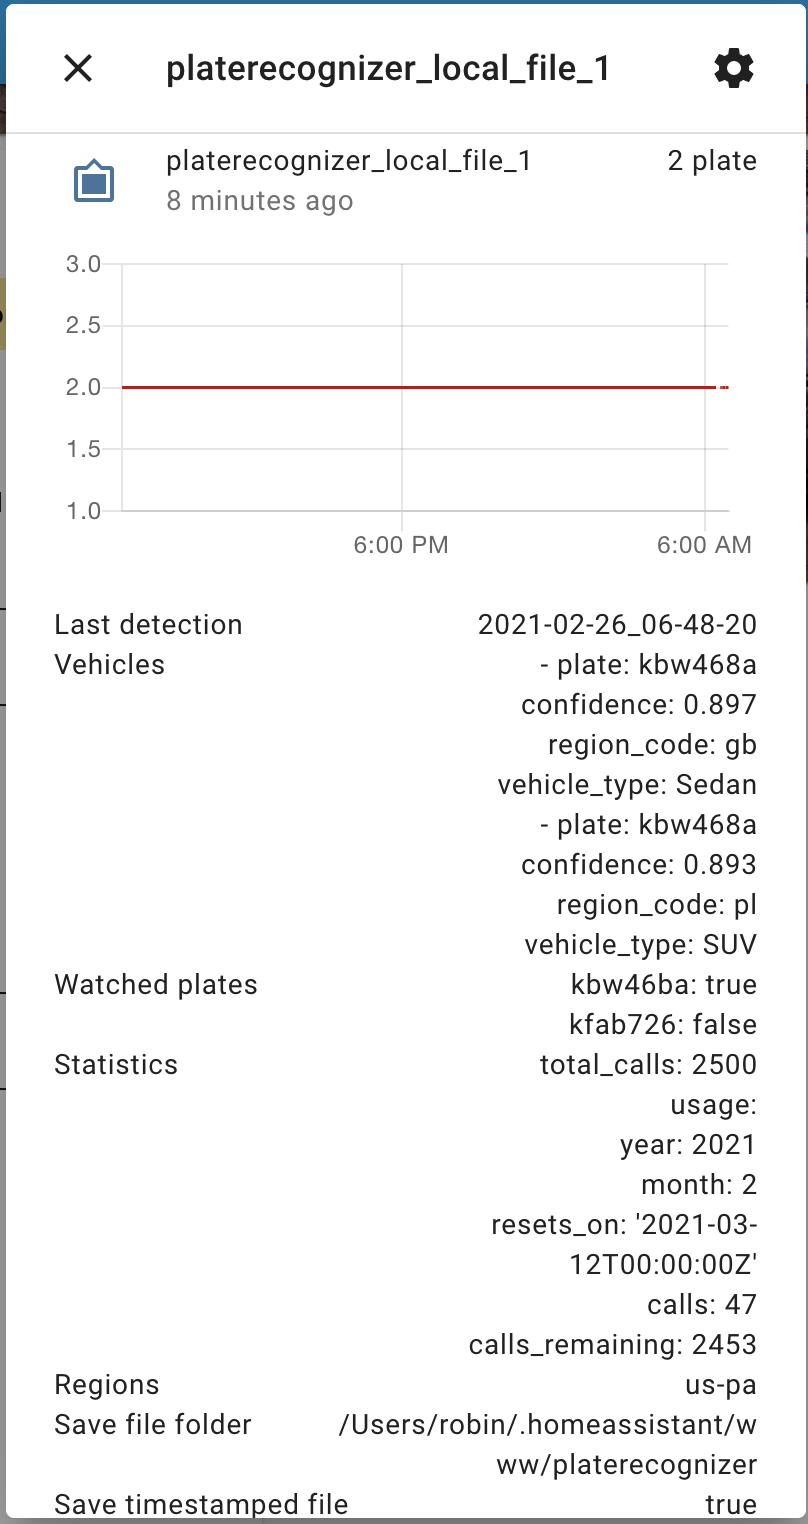 platerecognizer_local_file_1
platerecognizer_local_file_1 2 plate
8 minutes ago
3.0
2.5
2.0
1.5
1.0
6:00 PM 6:00 AM
Last detection 2021-02-26_06-48-20
Vehicles - plate: kbw468a
confidence: 0.897
region_code: gb
vehicle_type: Sedan
- plate: kbw468a
confidence: 0.893
region_code: pl
vehicle_type: SUV
Watched plates kbw46ba: true
kfab726: false
Statistics total_calls: 2500
usage:
year: 2021
month: 2
resets_on: '2021-03-
12T00:00:00Z'
calls: 47
calls_remaining: 2453
Regions us-pa
Save file folder /Users/robin/.homeassistant/w
ww/platerecognizer
Save timestamped file true